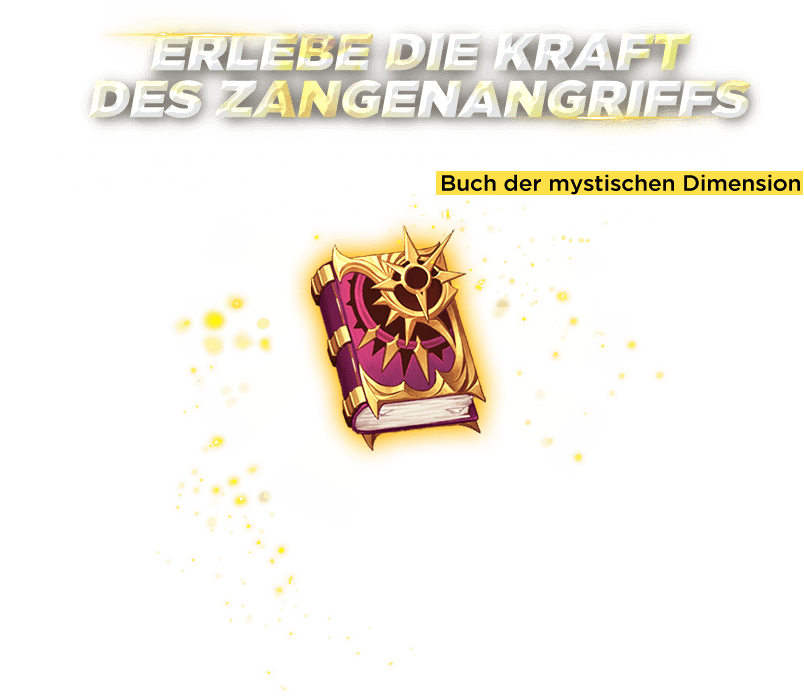 ERLEBE DIE KRAFT
DES ZANGENANGRIFFS
Buch der mystischen Dimension